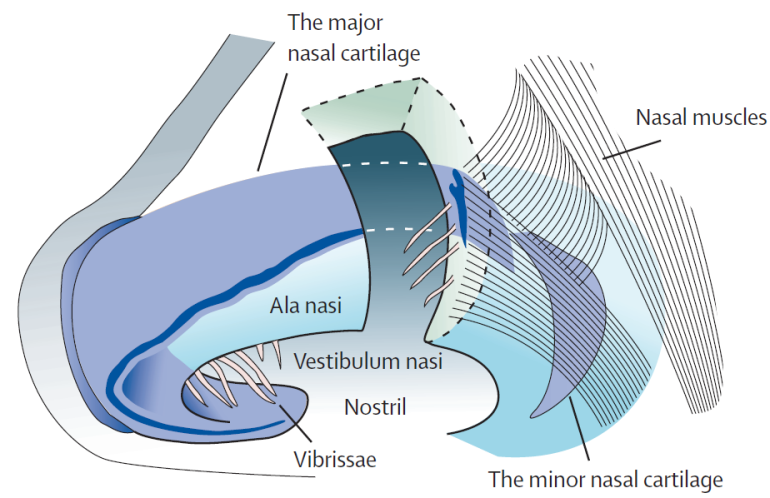 The major
nasal cartilage
Nasal muscles
Ala nasi
Vestibulum nasi
Nostril
Vibrissae
The minor nasal cartilage